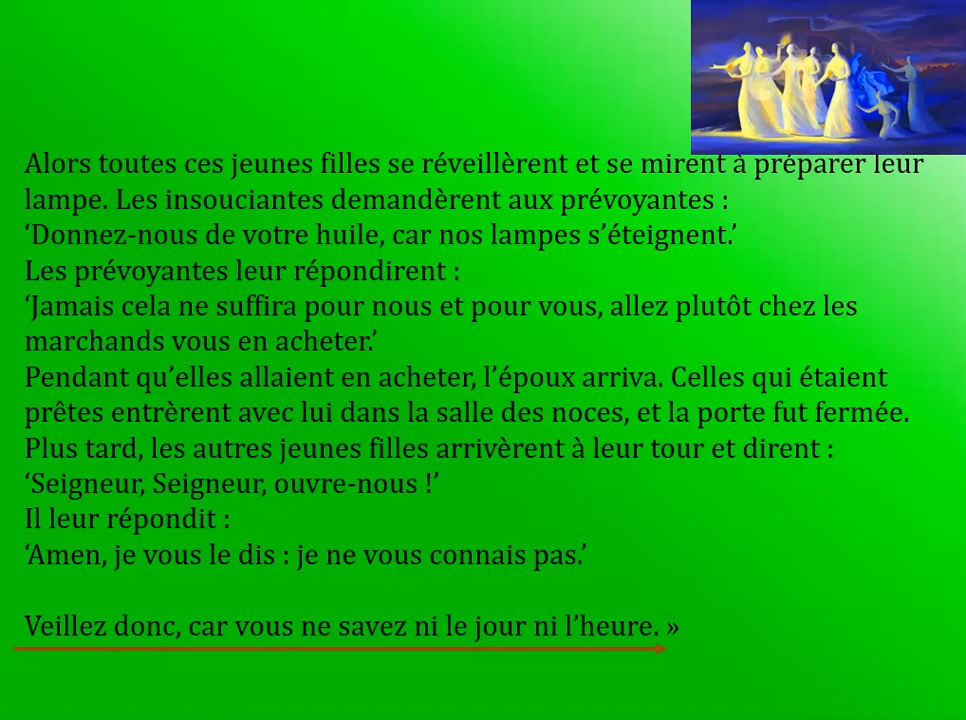 Alors toutes ces jeunes filles se réveillèrent et se mirent à préparer leur
lampe. Les insouciantes demandèrent aux prévoyantes :
‘Donnez-nous de votre huile, car nos lampes s’éteignent.’
Les prévoyantes leur répondirent :
‘Jamais cela ne suffira pour nous et pour vous, allez plutôt chez les
marchands vous en acheter.’
Pendant qu’elles allaient en acheter, l’époux arriva. Celles qui étaient
prêtes entrèrent avec lui dans la salle des noces, et la porte fut fermée.
Plus tard, les autres jeunes filles arrivèrent à leur tour et dirent :
‘Seigneur, Seigneur, ouvre-nous !’
Il leur répondit :
‘Amen, je vous le dis : je ne vous connais pas.’
Veillez donc, car vous ne savez ni le jour ni l’heure. »